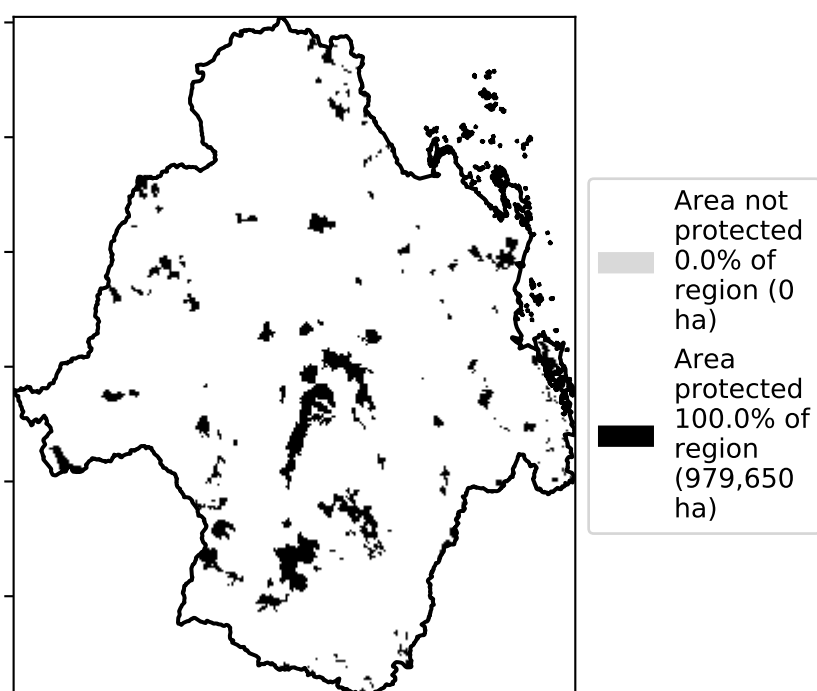 Area not
protected
0.0% of
region (0
ha)
Area
protected
100.0% of
region
(979,650
ha)